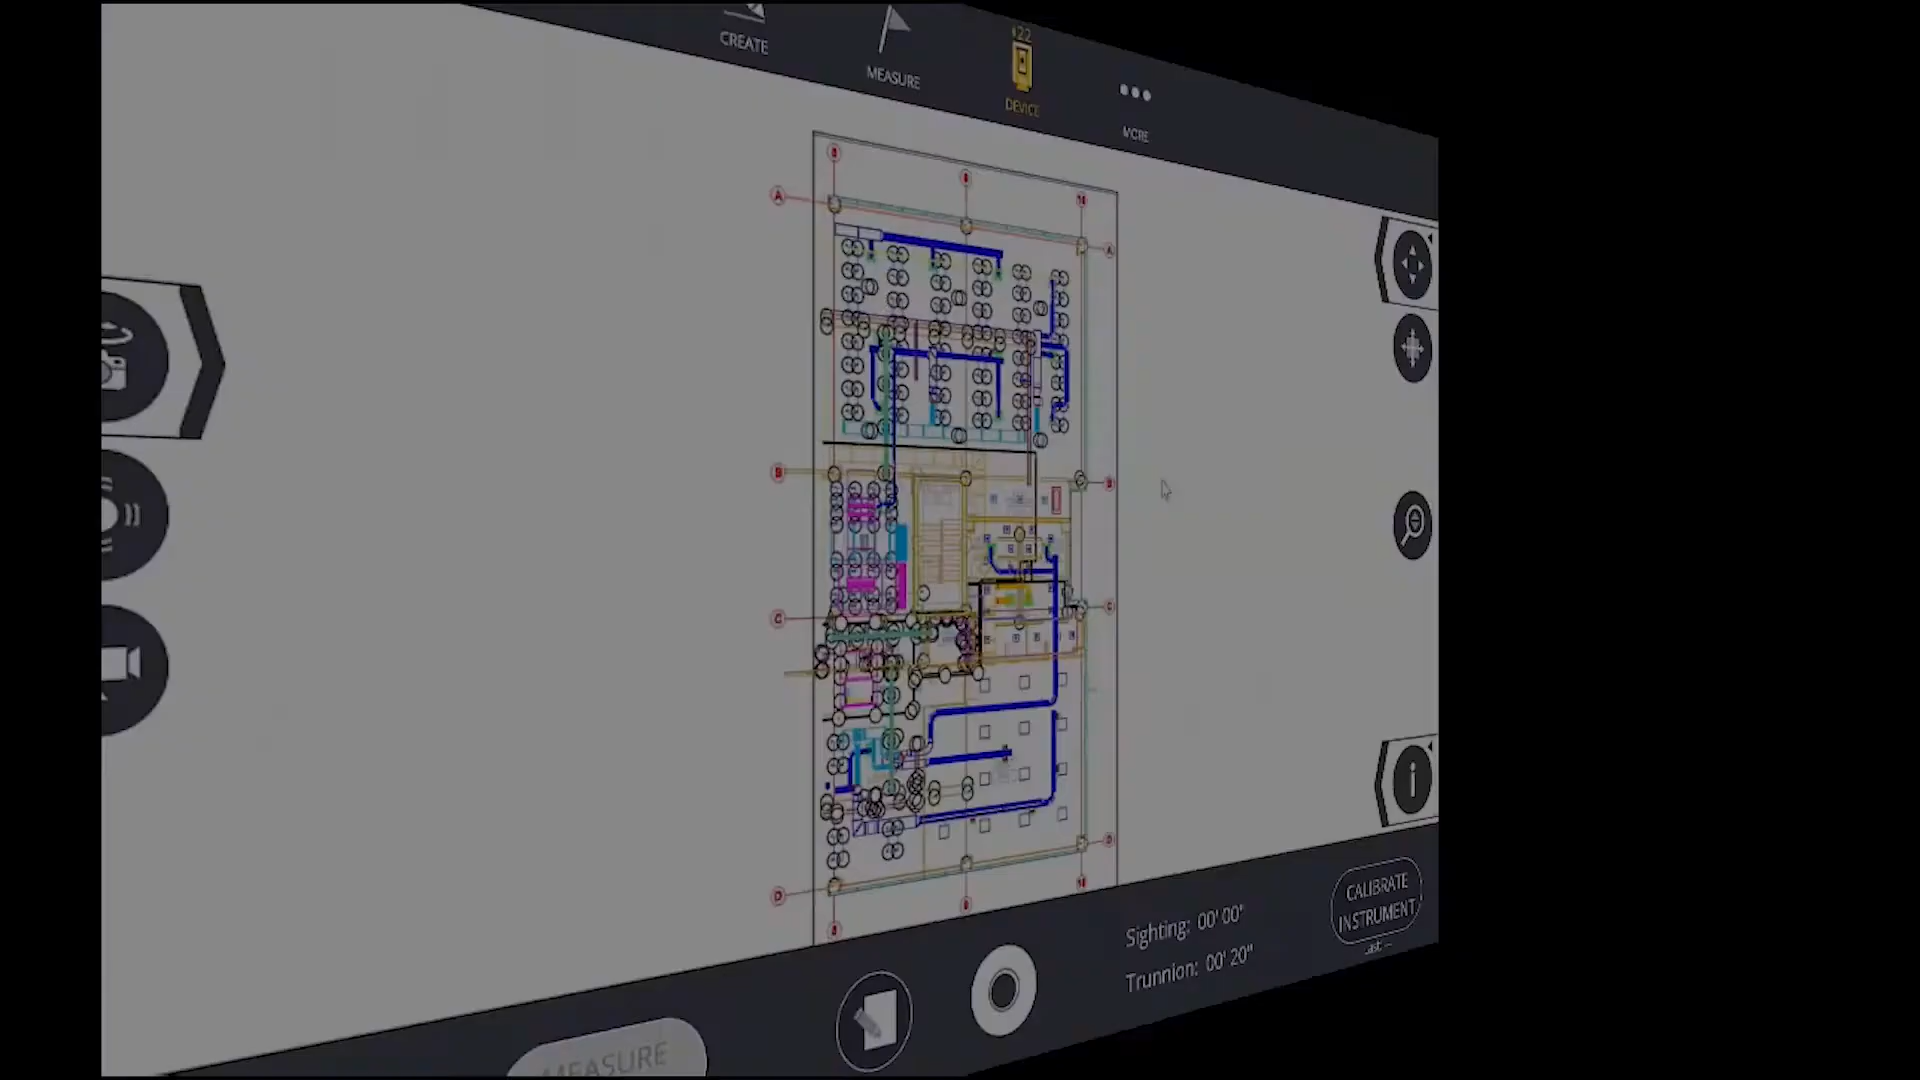 CREATE
MEASURE
DEVICE
MORE
A
A
B
B
C
C
D
D
Sighting: 00' 00"
Trunnion: 00' 20"
CALIBRATE
INSTRUMENT
MEASURE